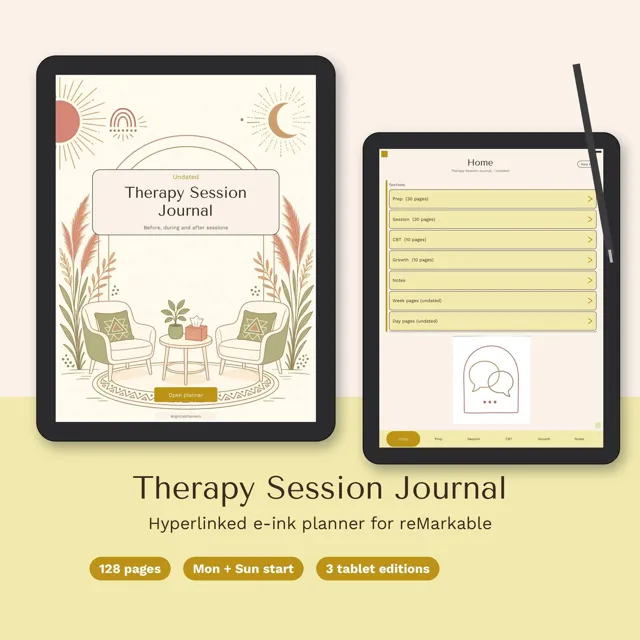 Undated
Therapy Session
Journal
Before, during and after sessions
Open planner
Home
Therapy Session Journal · Undated
Sections
Prep (30 pages)
Session (20 pages)
CBT (10 pages)
Growth (10 pages)
Notes
Week pages (undated)
Day pages (undated)
Prep
Session
CBT
Growth
Notes
Therapy Session Journal
Hyperlinked e-ink planner for reMarkable
128 pages
Mon + Sun start
3 tablet editions